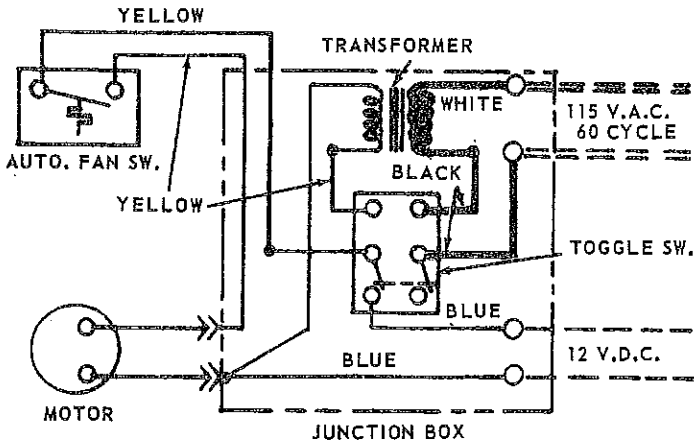 YELLOW
TRANSFORMER
WHITE
115 V.A.C.
60 CYCLE
AUTO. FAN SW.
BLACK
YELLOW
TOGGLE SW.
BLUE
BLUE
12 V.D.C.
MOTOR
JUNCTION BOX